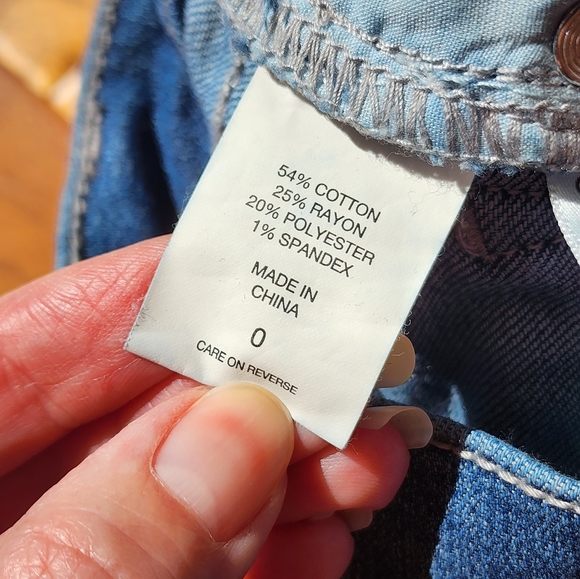 54% COTTON
25% RAYON
20% POLYESTER
1% SPANDEX
MADE IN
CHINA
0
CARE ON REVERSE